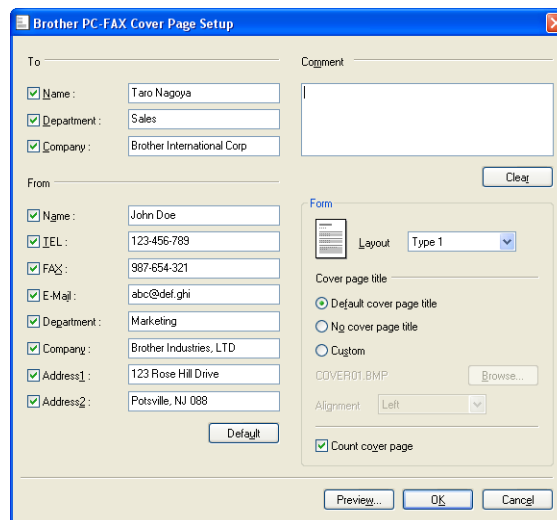 Brother PC-FAX Cover Page Setup
To
Name : Taro Nagoya
Department : Sales
Company : Brother International Corp
From
Name : John Doe
TEL : 123-456-789
FAX : 987-654-321
E-Mail : abc@def.ghi
Department : Marketing
Company : Brother Industries, LTD
Address1 : 123 Rose Hill Drive
Address2 : Potsville, NJ 088
Default
Comment
Clear
Form
Layout Type 1
Cover page title
Default cover page title
No cover page title
Custom
COVER01.BMP Browse...
Alignment Left
Count cover page
Preview... OK Cancel